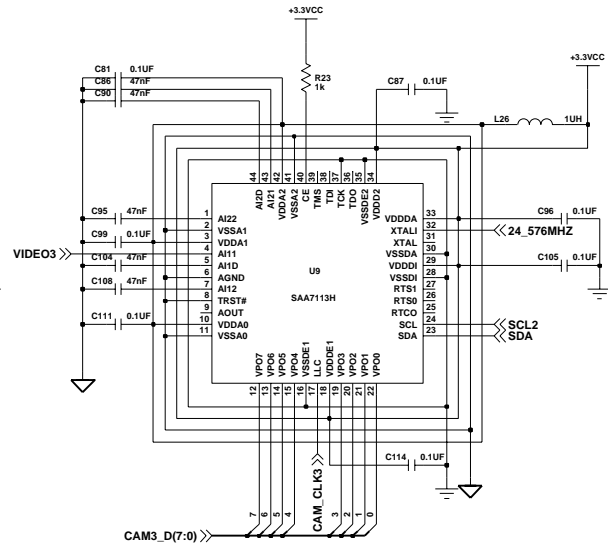 +3.3VCC
+3.3VCC
C81 0.1UF
C86 47nF
C90 47nF
R23
1k
C87 0.1UF
L26 1UH
44 43 42 41 40 39 38 37 36 35 34
AI2D AI21 VDDA2 VSSA2 CE TMS TDI TCK TDO VSSDE2 VDDD2
C95 47nF
C99 0.1UF
VIDEO3
C104 47nF
C108 47nF
C111 0.1UF
1 AI22
2 VSSA1
3 VDDA1
4 AI11
5 AI1D
6 AGND
7 AI12
8 TRST#
9 AOUT
10 VDDA0
11 VSSA0
U9
SAA7113H
VDDDA 33
XTALI 32
XTAL 31
VSSDA 30
VDDDI 29
VSSDI 28
RTS1 27
RTS0 26
RTCO 25
SCL 24
SDA 23
C96 0.1UF
24_576MHZ
C105 0.1UF
SCL2
SDA
VPO7 VPO6 VPO5 VPO4 VSSDE1 LLC VDDDE1 VPO3 VPO2 VPO1 VPO0
12 13 14 15 16 17 18 19 20 21 22
C114 0.1UF
CAM_CLK3
7 6 5 4 3 2 1 0
CAM3_D(7:0)